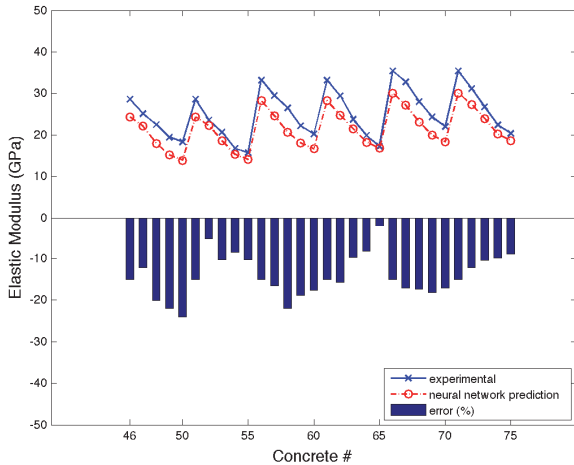 50
40
30
20
10
0
-10
-20
-30
-40
-50
Elastic Modulus (GPa)
46 50 55 60 65 70 75
Concrete #
experimental
neural network prediction
error (%)